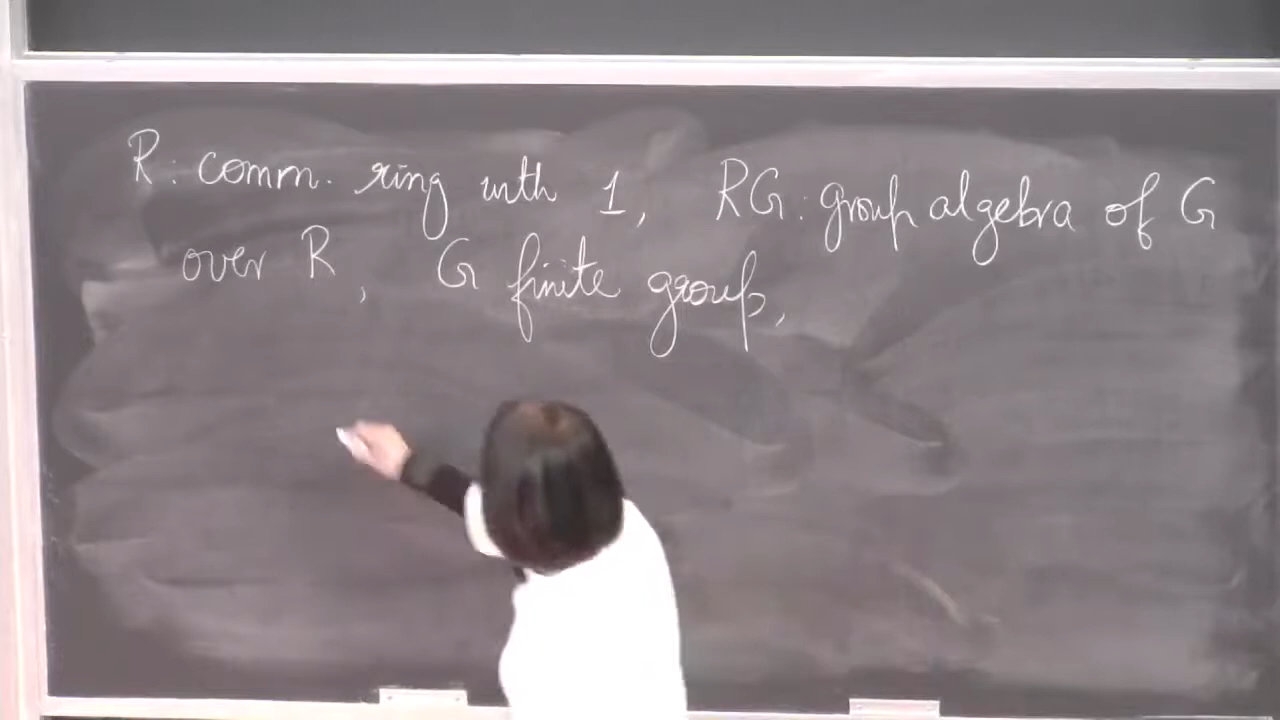 R: comm. ring with 1, RG: group algebra of G
over R, G finite group,